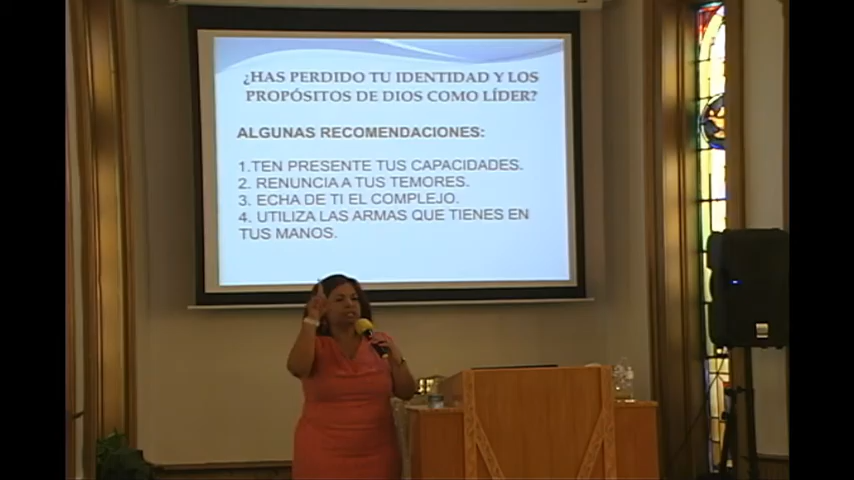 ¿HAS PERDIDO TU IDENTIDAD Y LOS
PROPÓSITOS DE DIOS COMO LÍDER?
ALGUNAS RECOMENDACIONES:
1.TEN PRESENTE TUS CAPACIDADES.
2. RENUNCIA A TUS TEMORES.
3. ECHA DE TI EL COMPLEJO.
4. UTILIZA LAS ARMAS QUE TIENES EN
TUS MANOS.